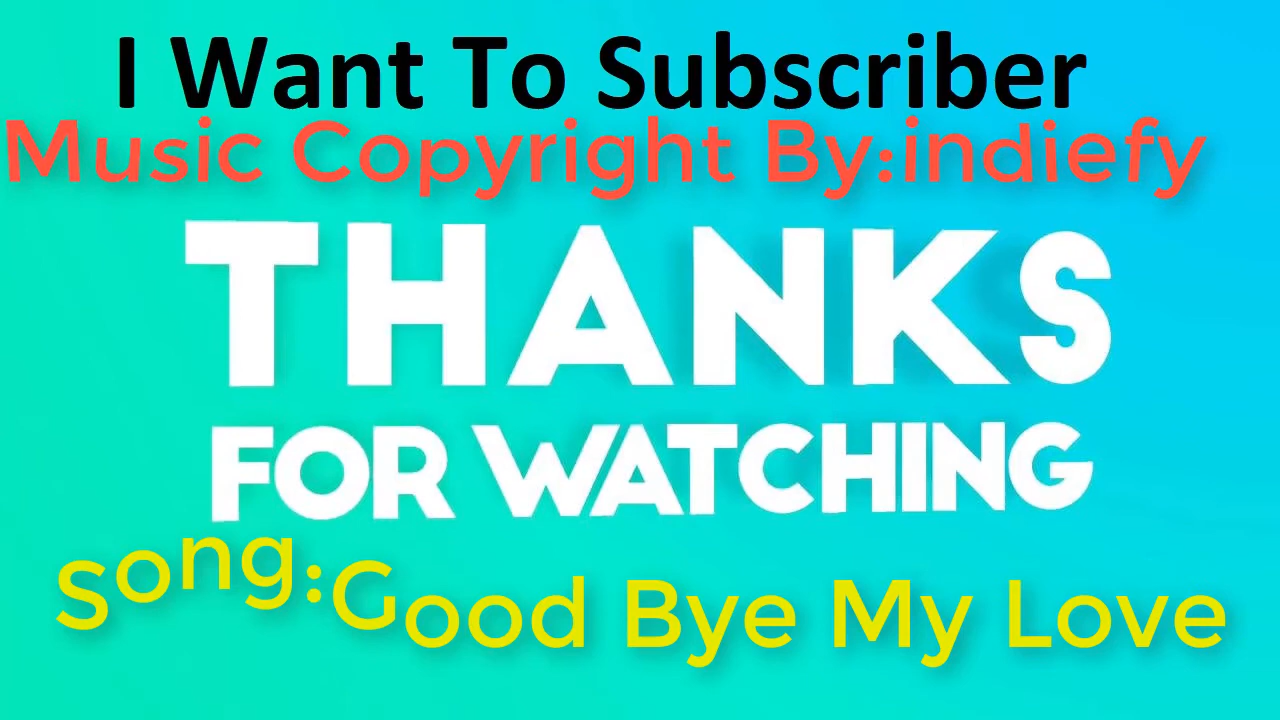 I Want To Subscriber
Music Copyright By:indiefy
THANKS
FOR WATCHING
Song:Good Bye My Love